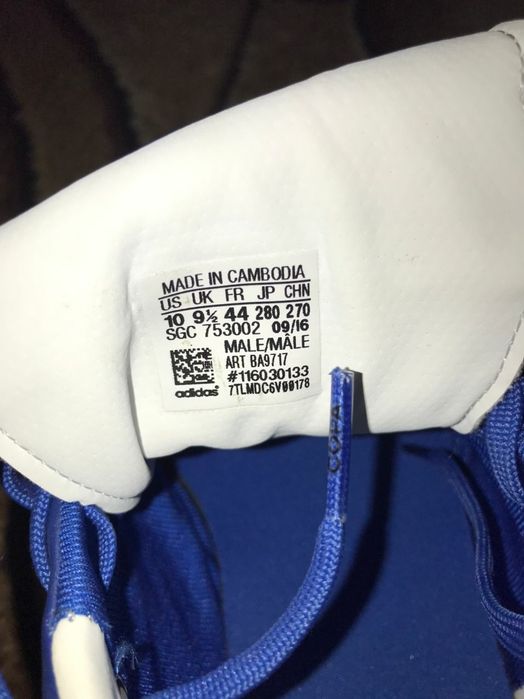 MADE IN CAMBODIA
US UK FR JP CHN
10 9½ 44 280 270
SGC 753002 09/16
MALE/MÂLE
ART BA9717
#116030133
adidas 7TLMDC6V00178
COPA